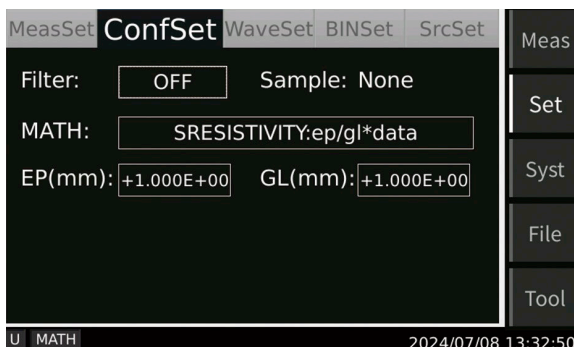 MeasSet ConfSet WaveSet BINSet SrcSet
Meas
Filter: OFF Sample: None
Set
MATH: SRESISTIVITY:ep/gl*data
EP(mm): +1.000E+00 GL(mm): +1.000E+00
Syst
File
Tool
U MATH 2024/07/08 13:32:50